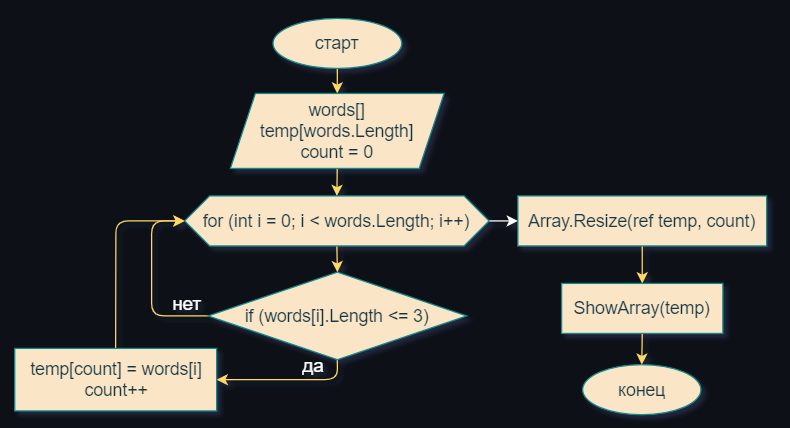 старт
words[]
temp[words.Length]
count = 0
for (int i = 0; i < words.Length; i++)
Array.Resize(ref temp, count)
нет
if (words[i].Length <= 3)
ShowArray(temp)
да
temp[count] = words[i]
count++
конец